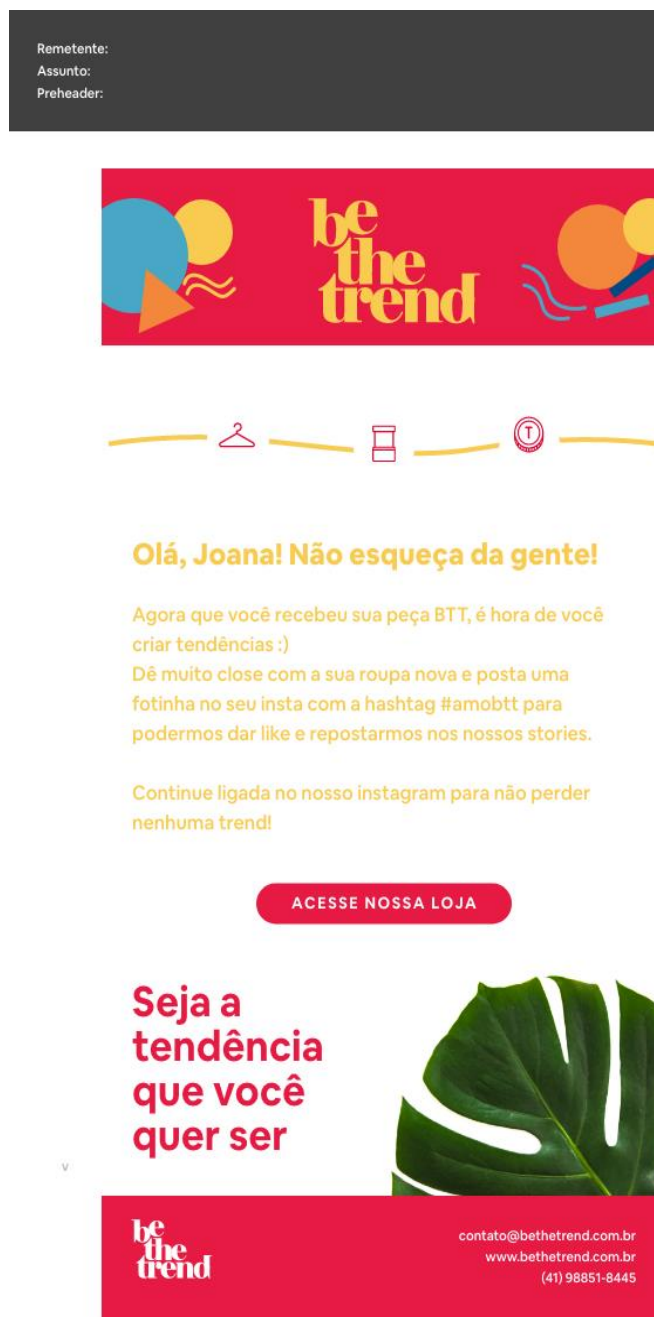 Remetente:
Assunto:
Preheader:
be
the
trend
T
Olá, Joana! Não esqueça da gente!
Agora que você recebeu sua peça BTT, é hora de você
criar tendências :)
Dê muito close com a sua roupa nova e posta uma
fotinha no seu insta com a hashtag #amobtt para
podermos dar like e repostarmos nos nossos stories.
Continue ligada no nosso instagram para não perder
nenhuma trend!
ACESSE NOSSA LOJA
Seja a
tendência
que você
quer ser
v
be
the
trend
contato@bethetrend.com.br
www.bethetrend.com.br
(41) 98851-8445